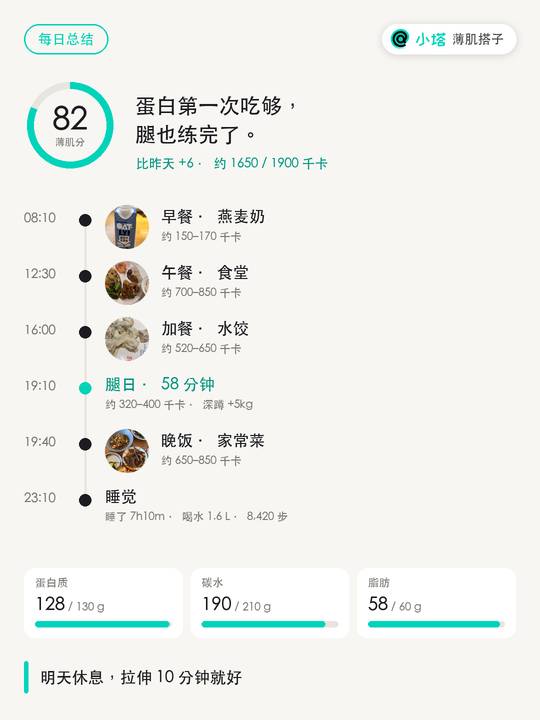 每日总结
@ 小塔 薄肌搭子
82
薄肌分
蛋白第一次吃够，
腿也练完了。
比昨天 +6 · 约 1650 / 1900 千卡
08:10
早餐 · 燕麦奶
约 150–170 千卡
12:30
午餐 · 食堂
约 700–850 千卡
16:00
加餐 · 水饺
约 520–650 千卡
19:10
腿日 · 58 分钟
约 320–400 千卡 · 深蹲 +5kg
19:40
晚饭 · 家常菜
约 650–850 千卡
23:10
睡觉
睡了 7h10m · 喝水 1.6 L · 8,420 步
蛋白质
128 / 130 g
碳水
190 / 210 g
脂肪
58 / 60 g
明天休息，拉伸 10 分钟就好